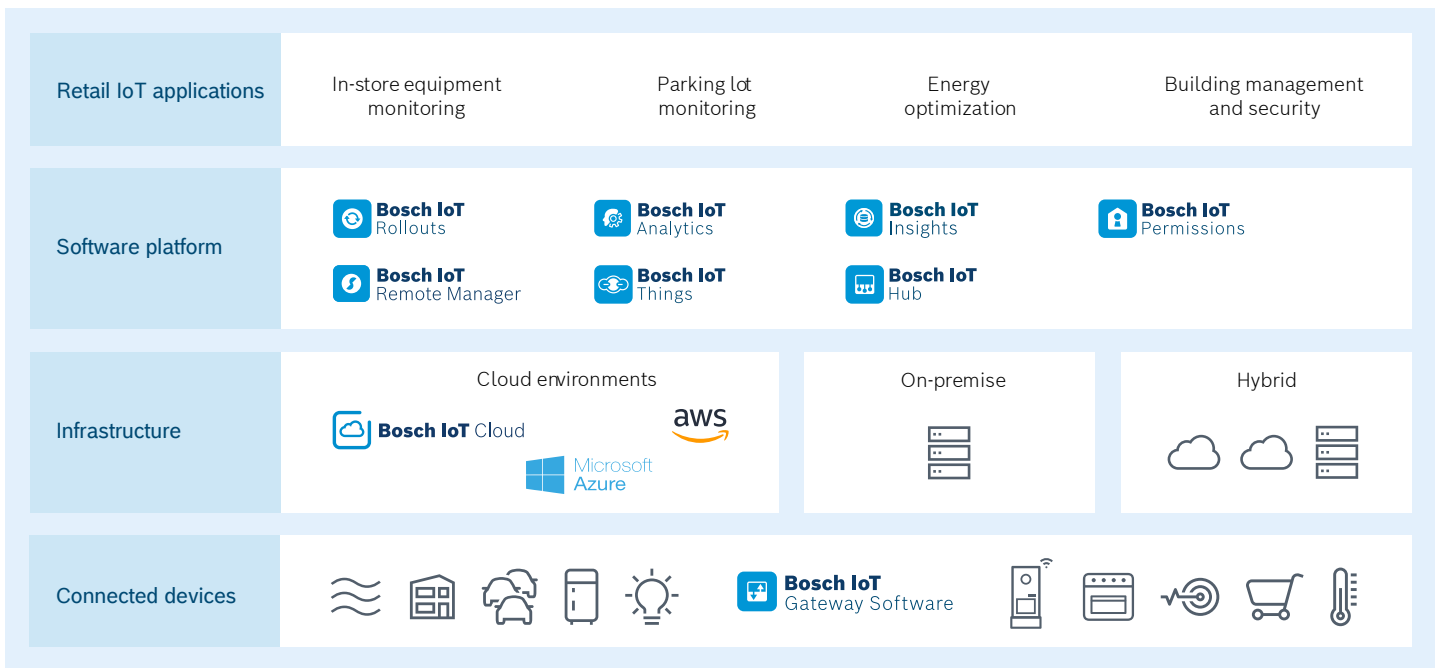 Retail IoT applications
In-store equipment
monitoring
Parking lot
monitoring
Energy
optimization
Building management
and security
Software platform
Bosch IoT
Rollouts
Bosch IoT
Analytics
Bosch IoT
Insights
Bosch IoT
Permissions
Bosch IoT
Remote Manager
Bosch IoT
Things
Bosch IoT
Hub
Infrastructure
Cloud environments
Bosch IoT Cloud
aws
Microsoft
Azure
On-premise
Hybrid
Connected devices
Bosch IoT
Gateway Software